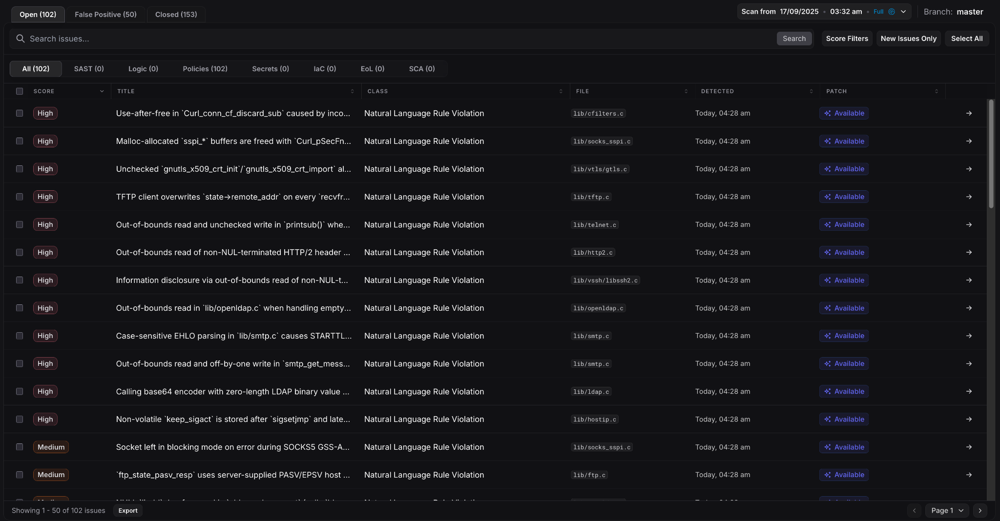 Open (102) False Positive (50) Closed (153) Scan from 17/09/2025 • 03:32 am • Full Branch: master
Search issues... Search Score Filters New Issues Only Select All
All (102) SAST (0) Logic (0) Policies (102) Secrets (0) IaC (0) EoL (0) SCA (0)
SCORE TITLE CLASS FILE DETECTED PATCH
High Use-after-free in `Curl_conn_cf_discard_sub` caused by inco... Natural Language Rule Violation lib/cfilters.c Today, 04:28 am Available →
High Malloc-allocated `sspi_*` buffers are freed with `Curl_pSecFn... Natural Language Rule Violation lib/socks_sspi.c Today, 04:28 am Available →
High Unchecked `gnutls_x509_crt_init`/`gnutls_x509_crt_import` al... Natural Language Rule Violation lib/vtls/gtls.c Today, 04:28 am Available →
High TFTP client overwrites `state->remote_addr` on every `recvfr... Natural Language Rule Violation lib/tftp.c Today, 04:28 am Available →
High Out-of-bounds read and unchecked write in `printsub()` whe... Natural Language Rule Violation lib/telnet.c Today, 04:28 am Available →
High Out-of-bounds read of non-NUL-terminated HTTP/2 header ... Natural Language Rule Violation lib/http2.c Today, 04:28 am Available →
High Information disclosure via out-of-bounds read of non-NUL-t... Natural Language Rule Violation lib/vssh/libssh2.c Today, 04:28 am Available →
High Out-of-bounds read in `lib/openldap.c` when handling empty... Natural Language Rule Violation lib/openldap.c Today, 04:28 am Available →
High Case-sensitive EHLO parsing in `lib/smtp.c` causes STARTTL... Natural Language Rule Violation lib/smtp.c Today, 04:28 am Available →
High Out-of-bounds read and off-by-one write in `smtp_get_mess... Natural Language Rule Violation lib/smtp.c Today, 04:28 am Available →
High Calling base64 encoder with zero-length LDAP binary value ... Natural Language Rule Violation lib/ldap.c Today, 04:28 am Available →
High Non-volatile `keep_sigact` is stored after `sigsetjmp` and late... Natural Language Rule Violation lib/hostip.c Today, 04:28 am Available →
Medium Socket left in blocking mode on error during SOCKS5 GSS-A... Natural Language Rule Violation lib/socks_sspi.c Today, 04:28 am Available →
Medium `ftp_state_pasv_resp` uses server-supplied PASV/EPSV host ... Natural Language Rule Violation lib/ftp.c Today, 04:28 am Available →
Showing 1 - 50 of 102 issues Export Page 1